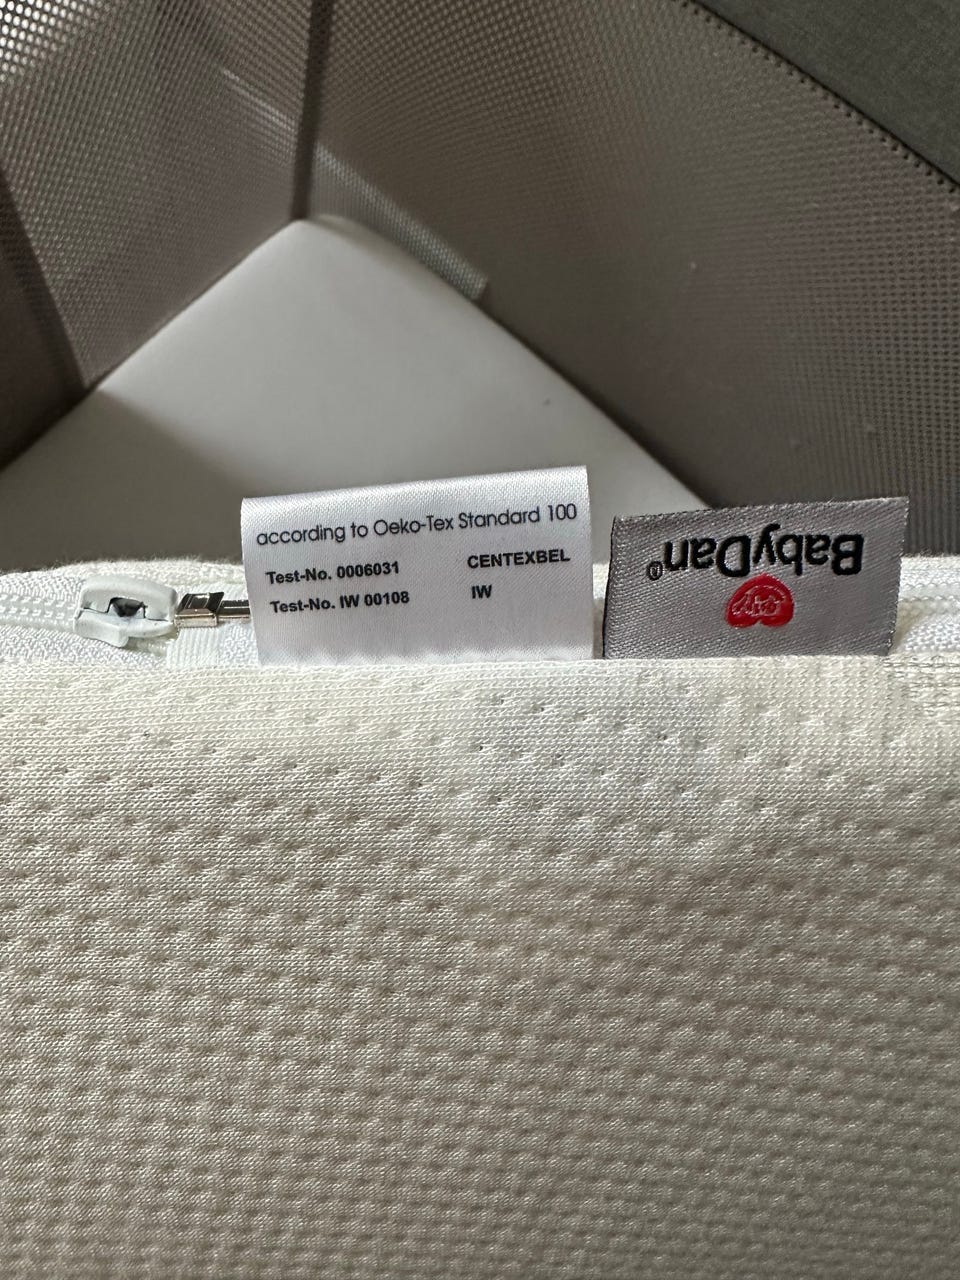 according to Oeko-Tex Standard 100
Test-No. 0006031 CENTEXBEL
Test-No. IW 00108 IW
BabyDan®